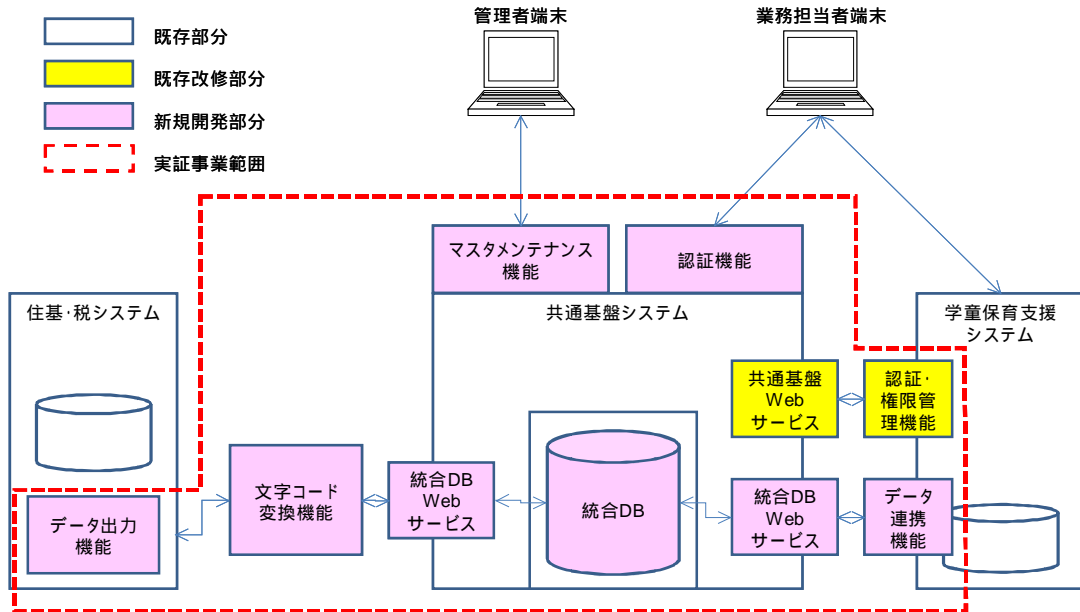 管理者端末
業務担当者端末
既存部分
既存改修部分
新規開発部分
実証事業範囲
マスタメンテナンス
機能
認証機能
住基・税システム
共通基盤システム
学童保育支援
システム
共通基盤
Web
サービス
認証・
権限管
理機能
文字コード
変換機能
統合DB
Web
サービス
統合DB
統合DB
Web
サービス
データ
連携
機能
データ出力
機能